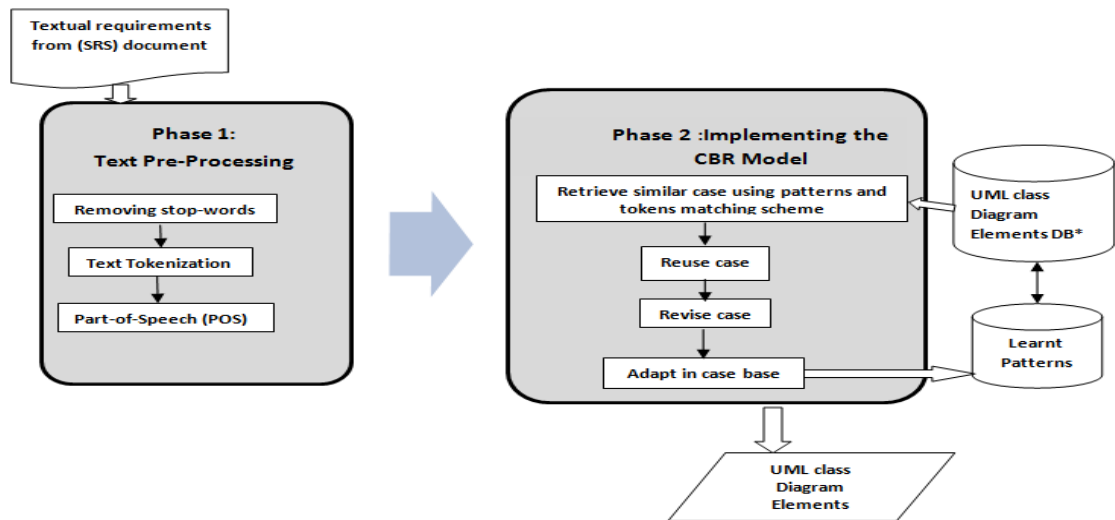 Textual requirements
from (SRS) document
Phase 1:
Text Pre-Processing
Removing stop-words
Text Tokenization
Part-of-Speech (POS)
Phase 2 :Implementing the
CBR Model
Retrieve similar case using patterns and
tokens matching scheme
Reuse case
Revise case
Adapt in case base
UML class
Diagram
Elements DB*
Learnt
Patterns
UML class
Diagram
Elements